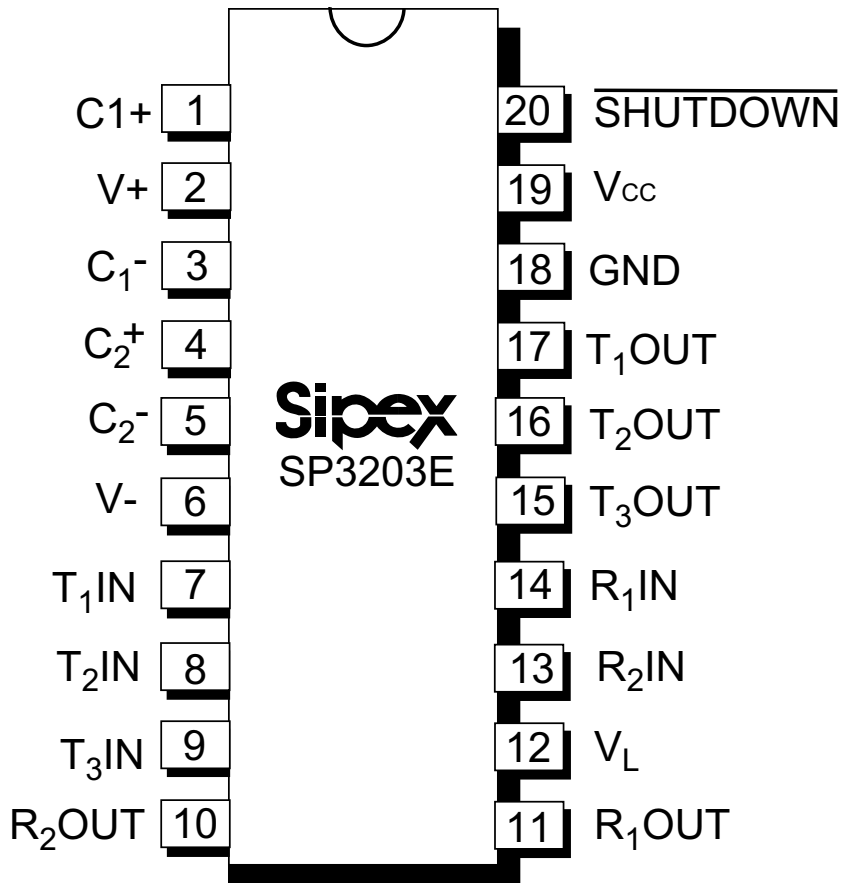 C1+ 1
V+ 2
C₁- 3
C₂+ 4
C₂- 5
V- 6
T₁IN 7
T₂IN 8
T₃IN 9
R₂OUT 10
Sipex
SP3203E
20 SHUTDOWN
19 Vcc
18 GND
17 T₁OUT
16 T₂OUT
15 T₃OUT
14 R₁IN
13 R₂IN
12 V_L
11 R₁OUT